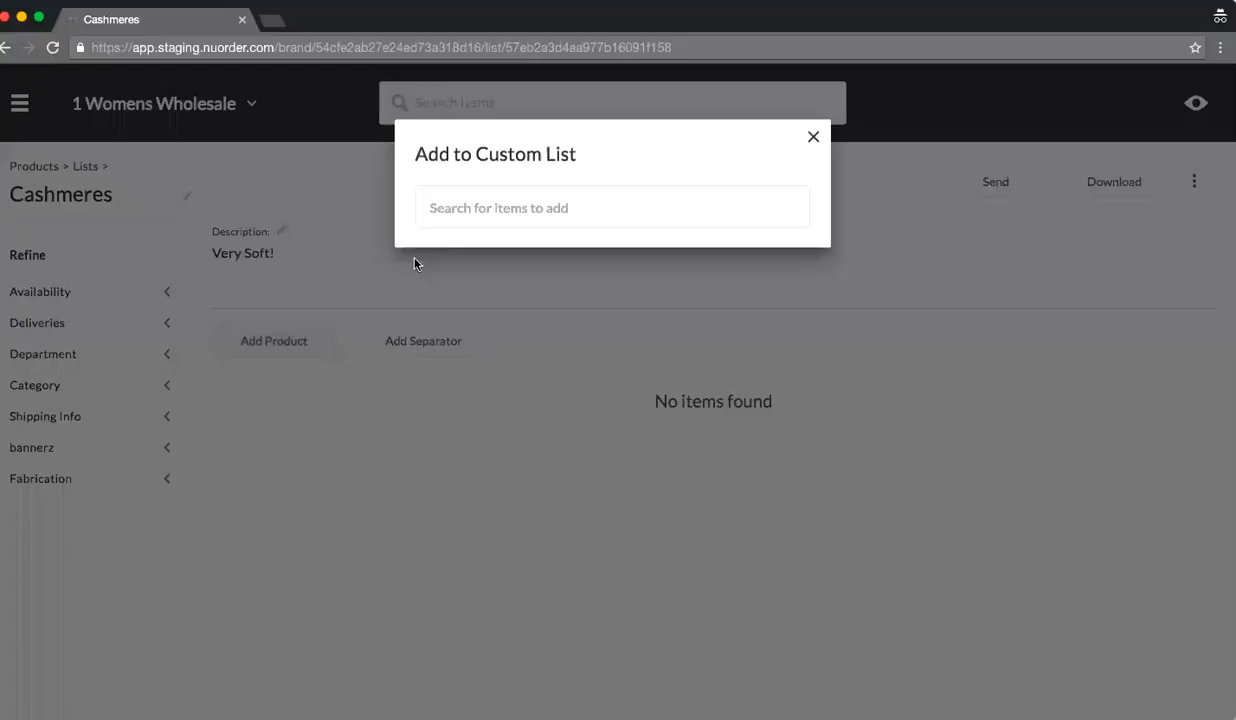 Cashmeres
https://app.staging.nuorder.com/brand/54cfe2ab27e24ed73a318d16/list/57eb2a3d4aa977b16091f158
1 Womens Wholesale
Search Items
Add to Custom List
Search for items to add
Products > Lists >
Cashmeres
Send
Download
Description:
Very Soft!
Refine
Availability
Deliveries
Department
Category
Shipping Info
bannerz
Fabrication
Add Product
Add Separator
No items found